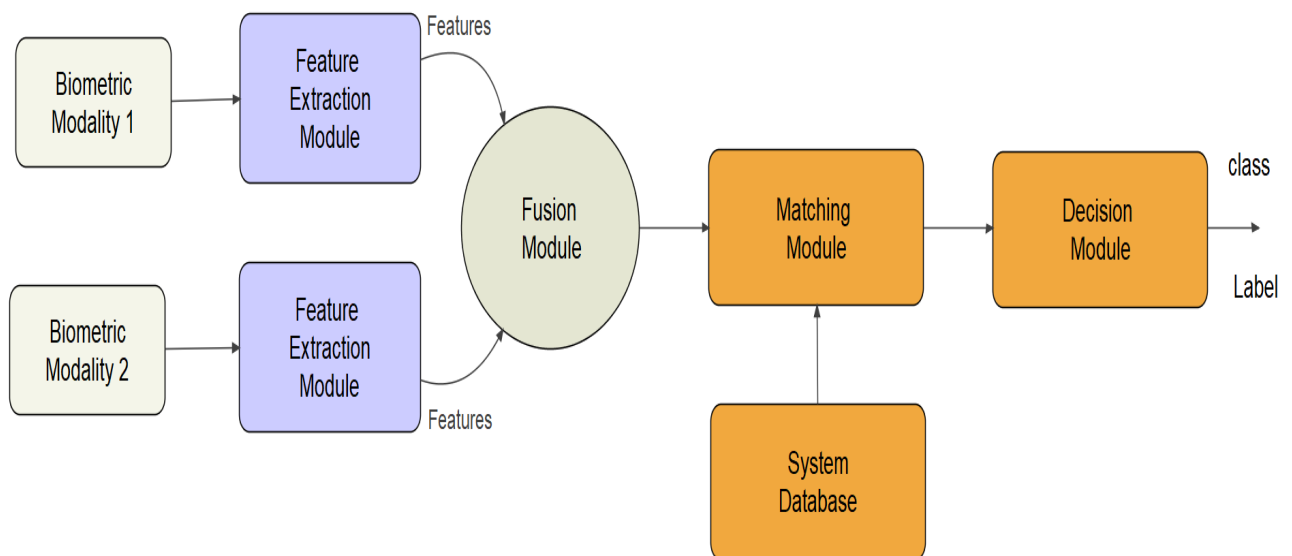 Biometric
Modality 1
Feature
Extraction
Module
Features
Biometric
Modality 2
Feature
Extraction
Module
Features
Fusion
Module
Matching
Module
System
Database
Decision
Module
class
Label